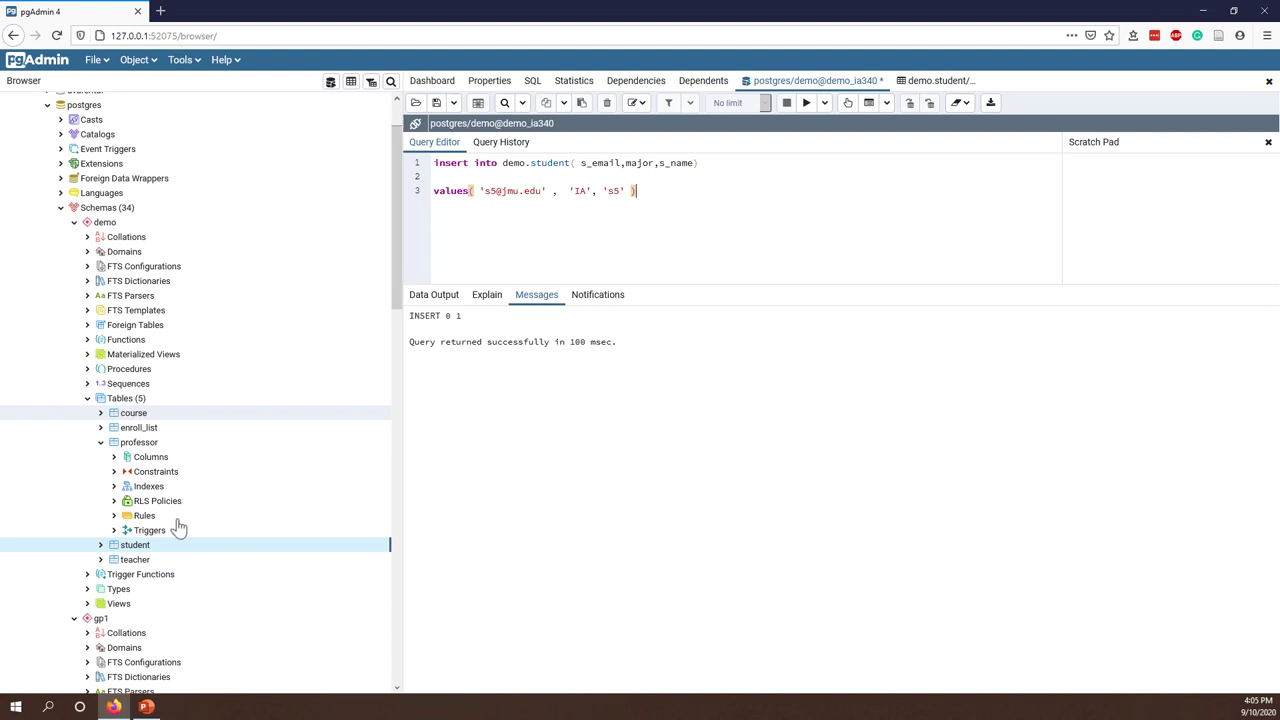 pgAdmin 4
127.0.0.1:52075/browser/
pgAdmin File Object Tools Help
Browser
Dashboard Properties SQL Statistics Dependencies Dependents postgres/demo@demo_ia340 * demo.student/...
postgres
Casts
Catalogs
Event Triggers
Extensions
Foreign Data Wrappers
Languages
Schemas (34)
demo
Collations
Domains
FTS Configurations
FTS Dictionaries
FTS Parsers
FTS Templates
Foreign Tables
Functions
Materialized Views
Procedures
1.3 Sequences
Tables (5)
course
enroll_list
professor
Columns
Constraints
Indexes
RLS Policies
Rules
Triggers
student
teacher
Trigger Functions
Types
Views
gp1
Collations
Domains
FTS Configurations
FTS Dictionaries
FTS Parsers
No limit
postgres/demo@demo_ia340
Query Editor Query History
Scratch Pad
1 insert into demo.student( s_email,major,s_name)
2
3 values( 's5@jmu.edu' , 'IA', 's5' )
Data Output Explain Messages Notifications
INSERT 0 1
Query returned successfully in 100 msec.
4:05 PM
9/10/2020